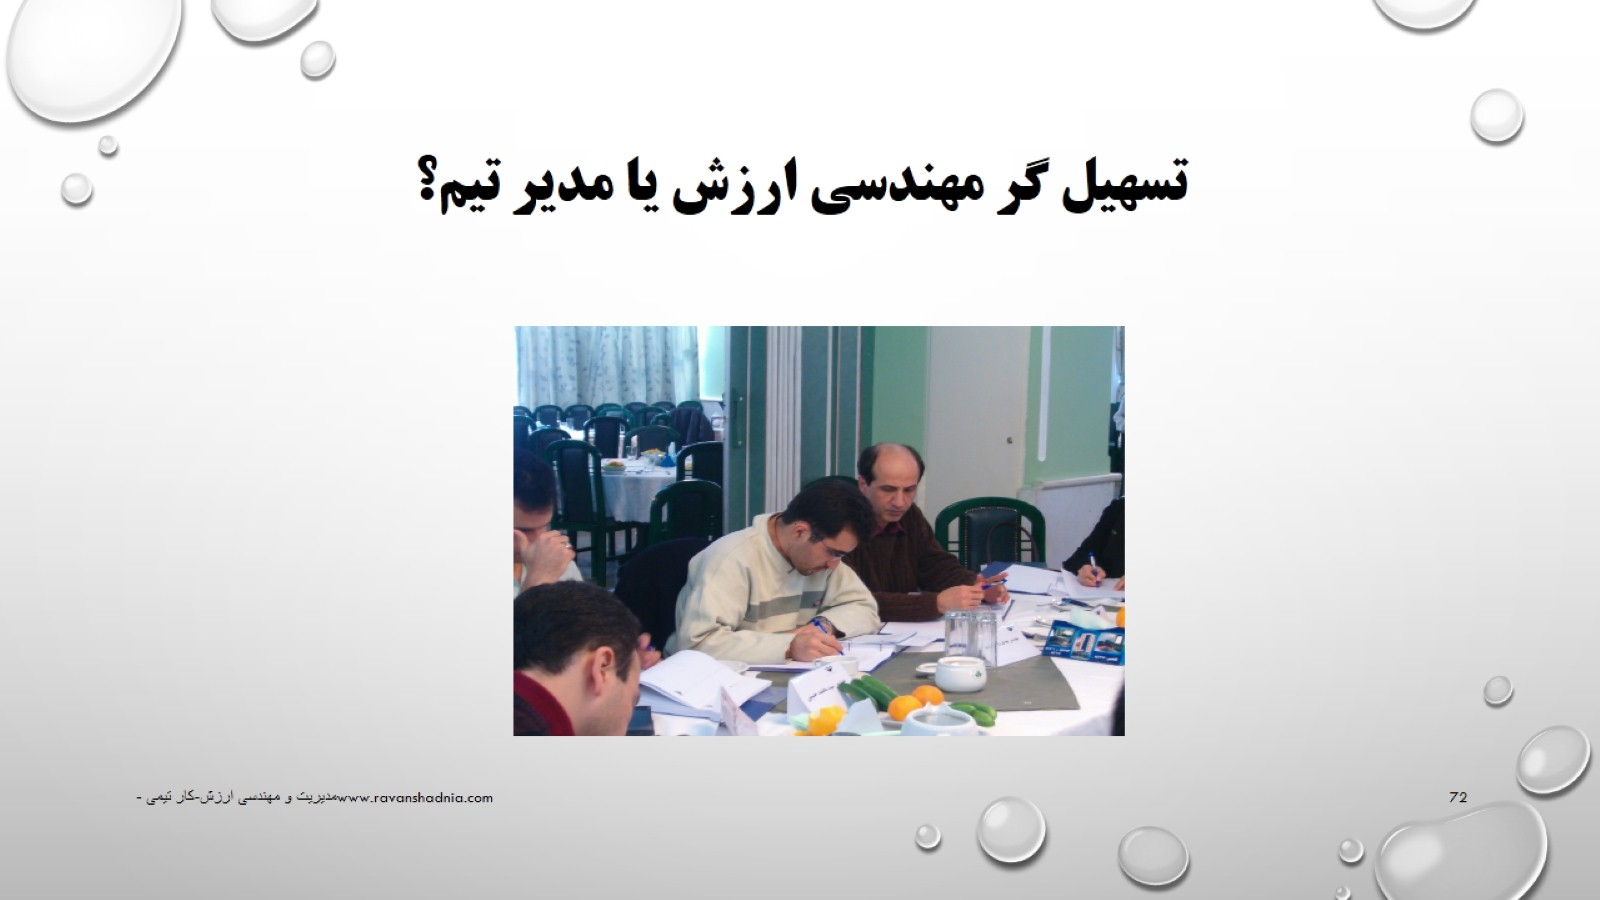 تسهیل گر مهندسی ارزش یا مدیر تیم؟
مدیریت و مهندسی ارزش-کار تیمی - www.ravanshadnia.com
72